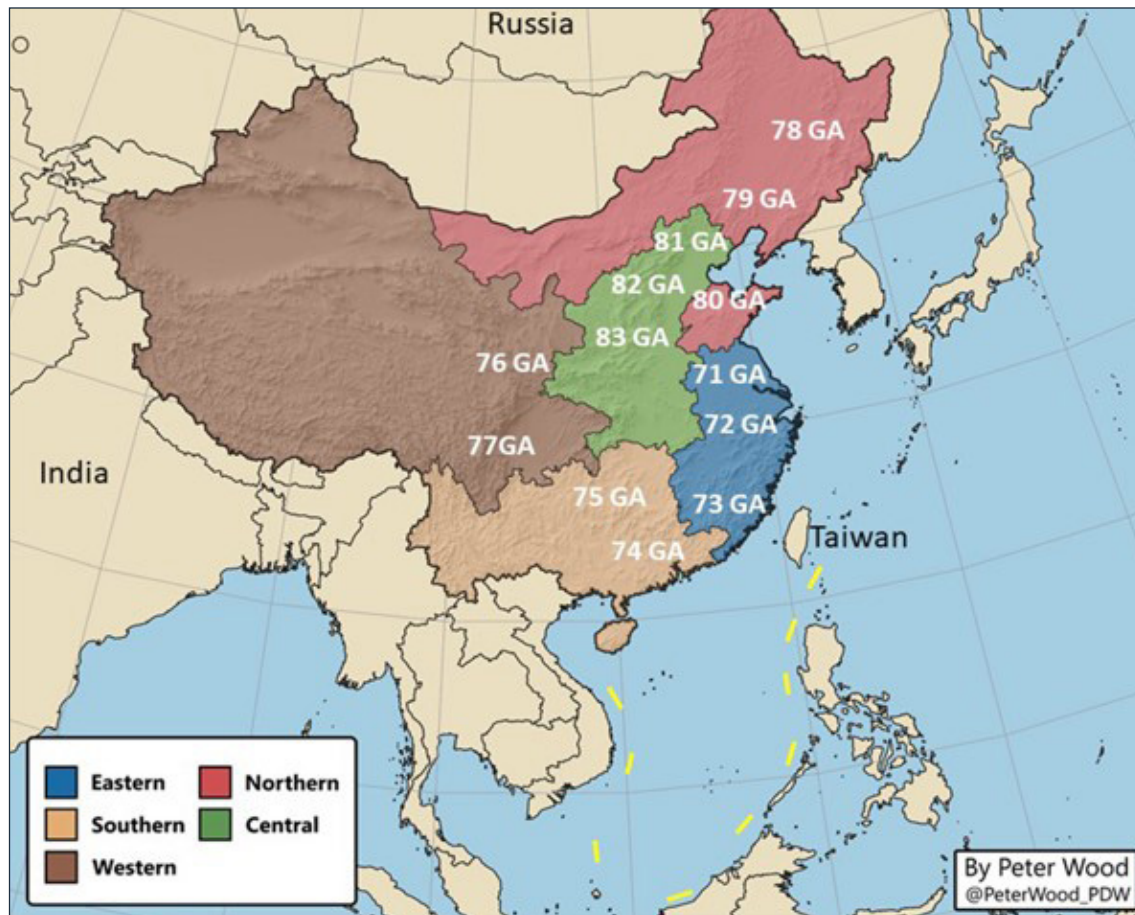 Russia
78 GA
79 GA
81 GA
82 GA
80 GA
83 GA
76 GA
71 GA
72 GA
77GA
India
75 GA
73 GA
74 GA
Taiwan
Eastern
Northern
Southern
Central
Western
By Peter Wood
@PeterWood_PDW